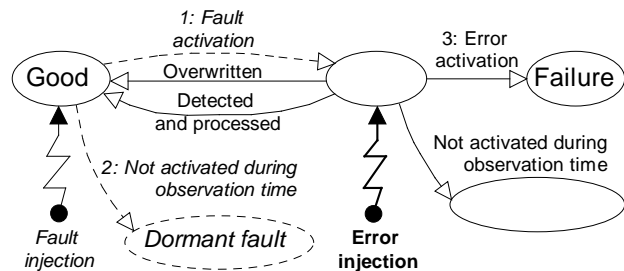 1: Fault
activation
3: Error
activation
Good
Overwritten
Failure
Detected
and processed
Not activated during
observation time
2: Not activated during
observation time
Dormant fault
Fault
injection
Error
injection